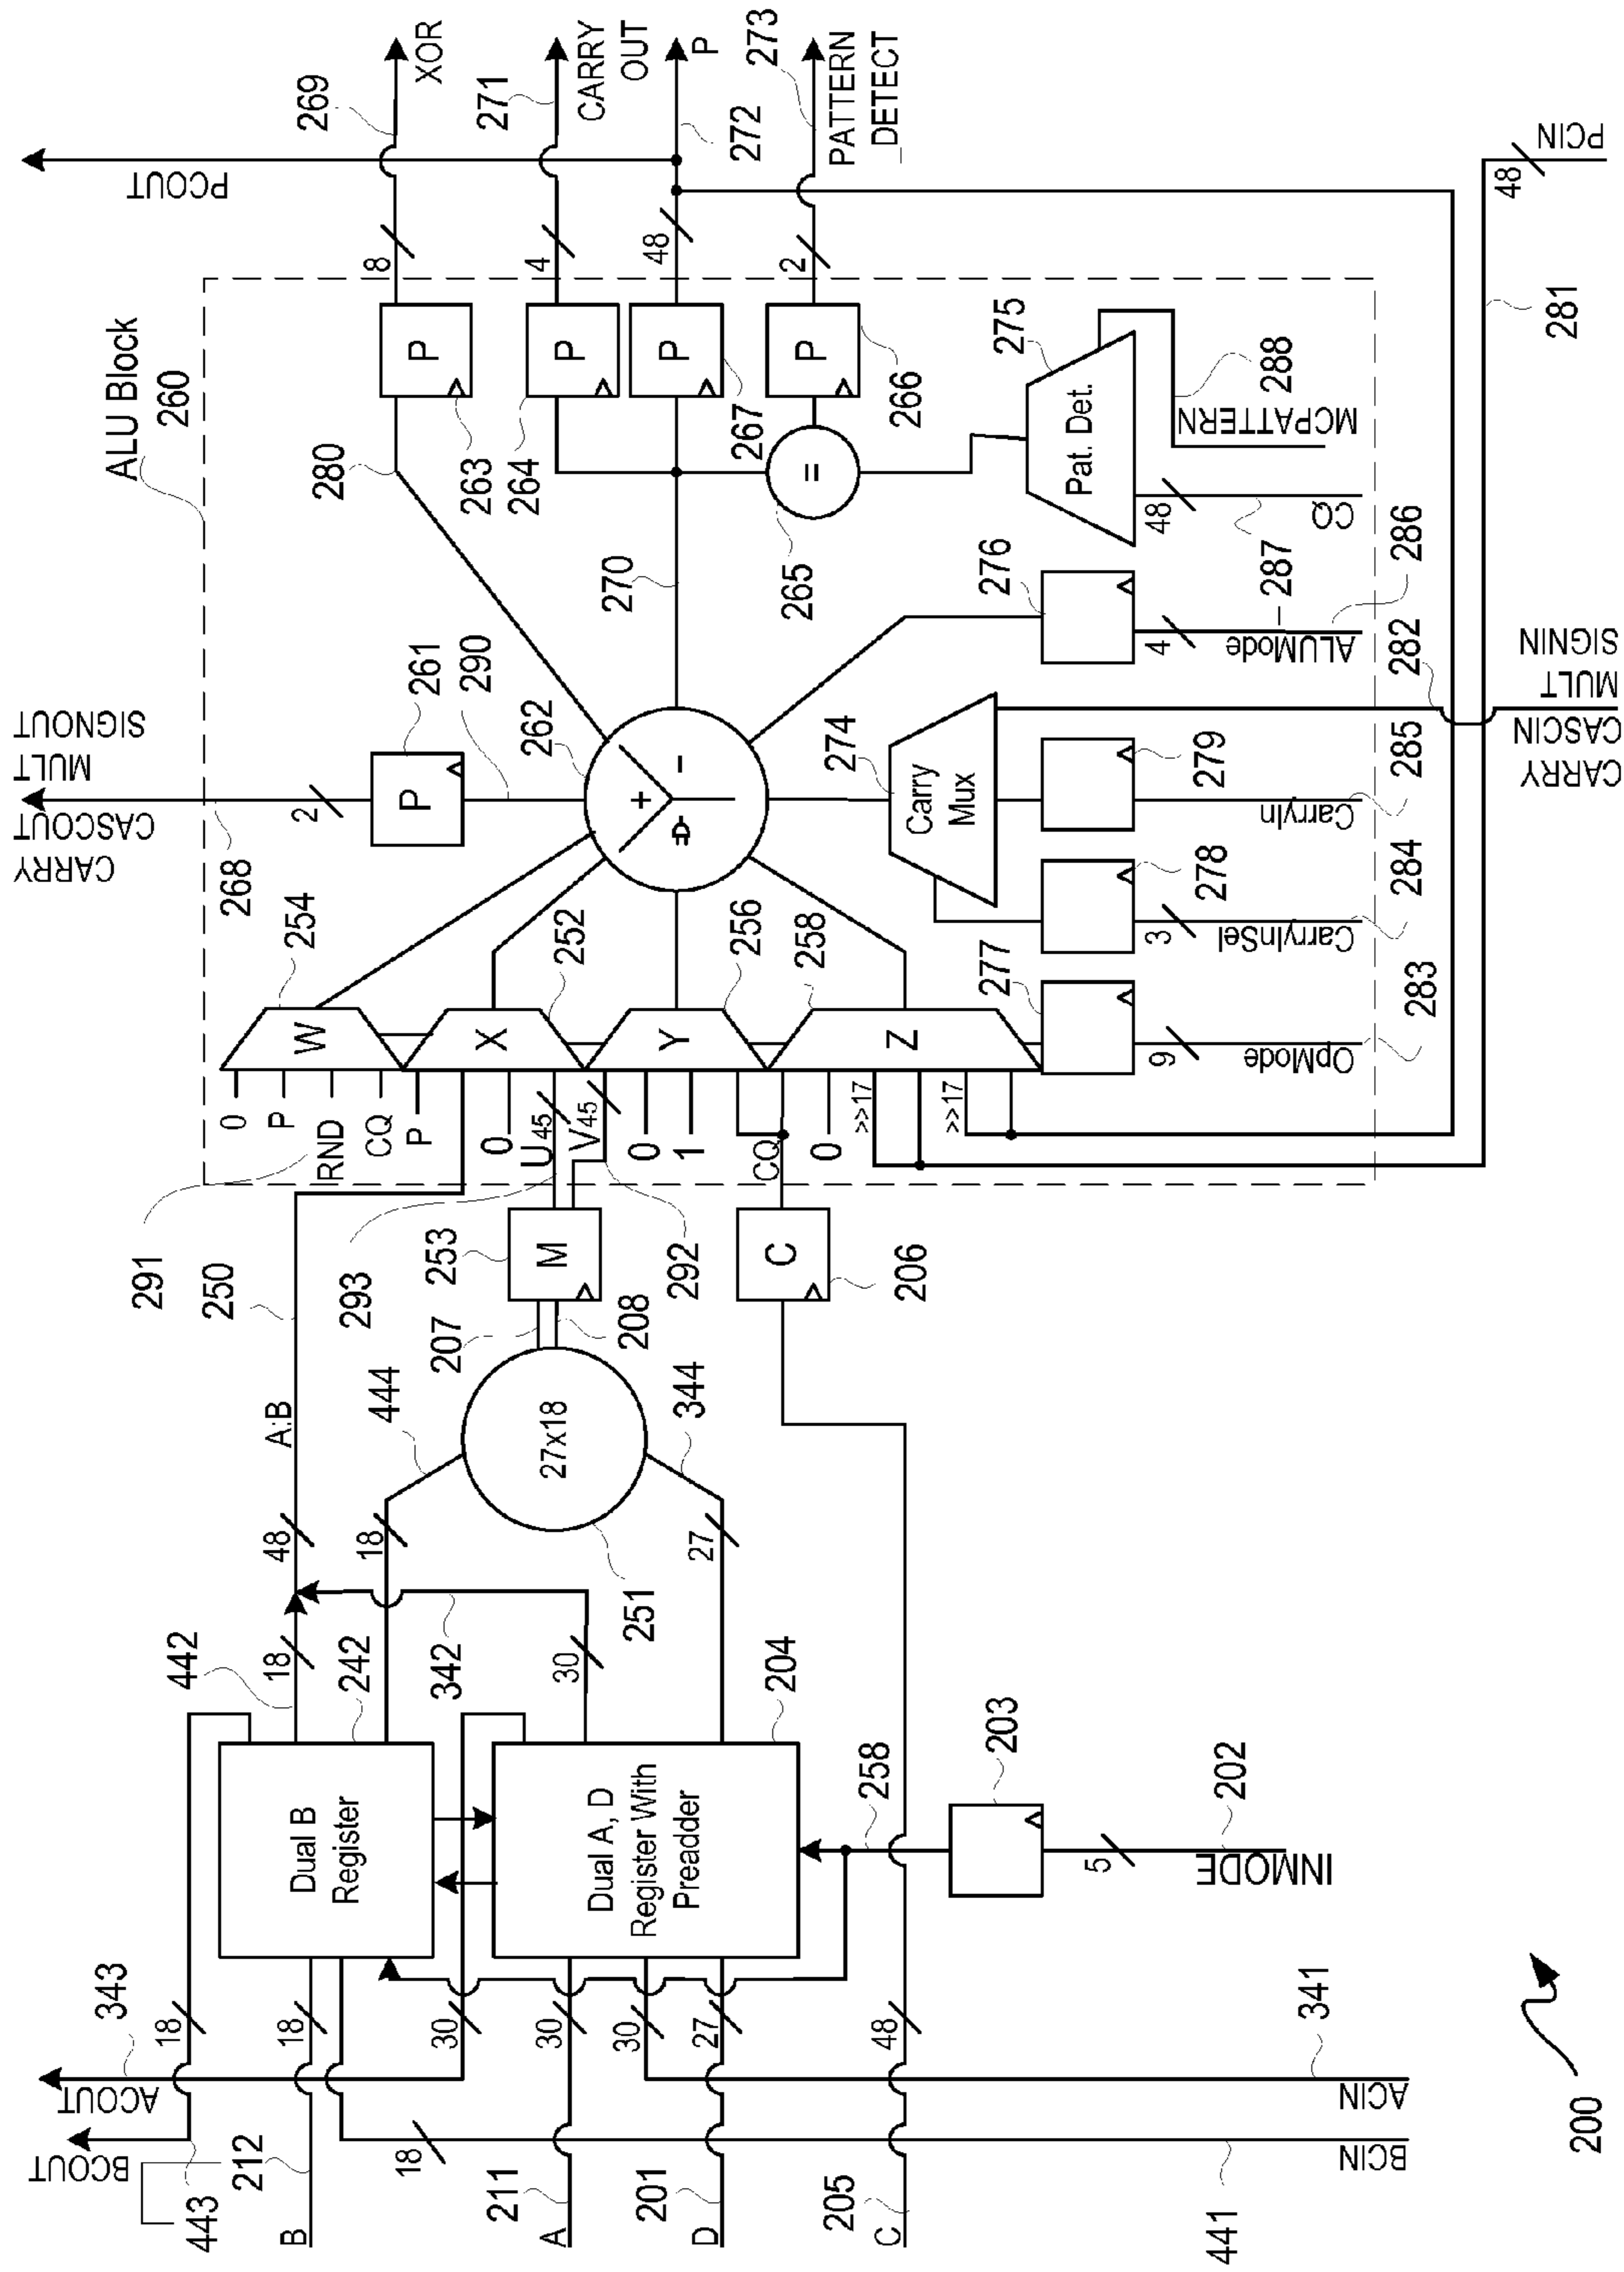 ALU Block
260
PCOUT
269
XOR
8
P
263
280
271
CARRY
OUT
4
P
264
P
272
48
P
267
273
PATTERN
_DETECT
2
P
266
=
265
275
Pat. Det.
288
MCPATTERN
48
CQ
287
286
276
4
ALUMode
270
CARRY
CASCOUT
MULT
SIGNOUT
268
2
P
261
290
262
+
−
274
Carry
Mux
279
CarryIn
285
278
3
CarryInSel
284
277
9
OpMode
283
CARRY
CASCIN
MULT
SIGNIN
282
281
48
PCIN
254
W
252
X
256
Y
258
Z
0
P
RND
CQ
P
0
U45
V45
0
1
CQ
0
>>17
>>17
291
250
293
292
253
M
207
208
206
C
A:B
48
444
18
27x18
344
27
251
442
18
342
30
242
Dual B
Register
204
Dual A, D
Register With
Preadder
258
203
5
202
INMODE
343
ACOUT
18
BCOUT
443
212
B
18
18
30
211
A
30
30
201
D
27
205
C
48
341
ACIN
441
BCIN
200